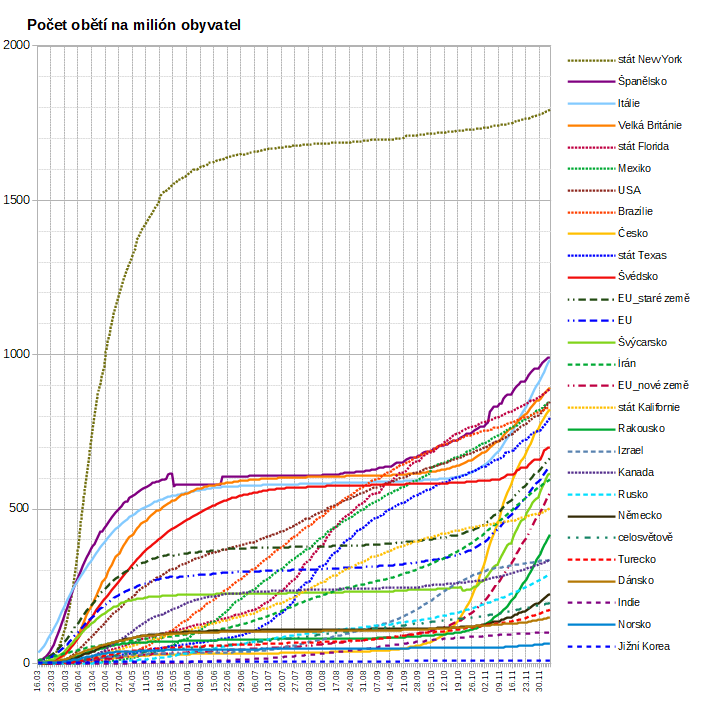 Počet obětí na milión obyvatel
2000
1500
1000
500
0
stát NewYork
Španělsko
Itálie
Velká Británie
stát Florida
Mexiko
USA
Brazílie
Česko
stát Texas
Švédsko
EU_staré země
EU
Švýcarsko
Írán
EU_nové země
stát Kalifornie
Rakousko
Izrael
Kanada
Rusko
Německo
celosvětově
Turecko
Dánsko
Indie
Norsko
Jižní Korea
16.03 23.03 30.03 06.04 13.04 20.04 27.04 04.05 11.05 18.05 25.05 01.06 08.06 15.06 22.06 29.06 06.07 13.07 20.07 27.07 03.08 10.08 17.08 24.08 31.08 07.09 14.09 21.09 28.09 05.10 12.10 19.10 26.10 02.11 09.11 16.11 23.11 30.11